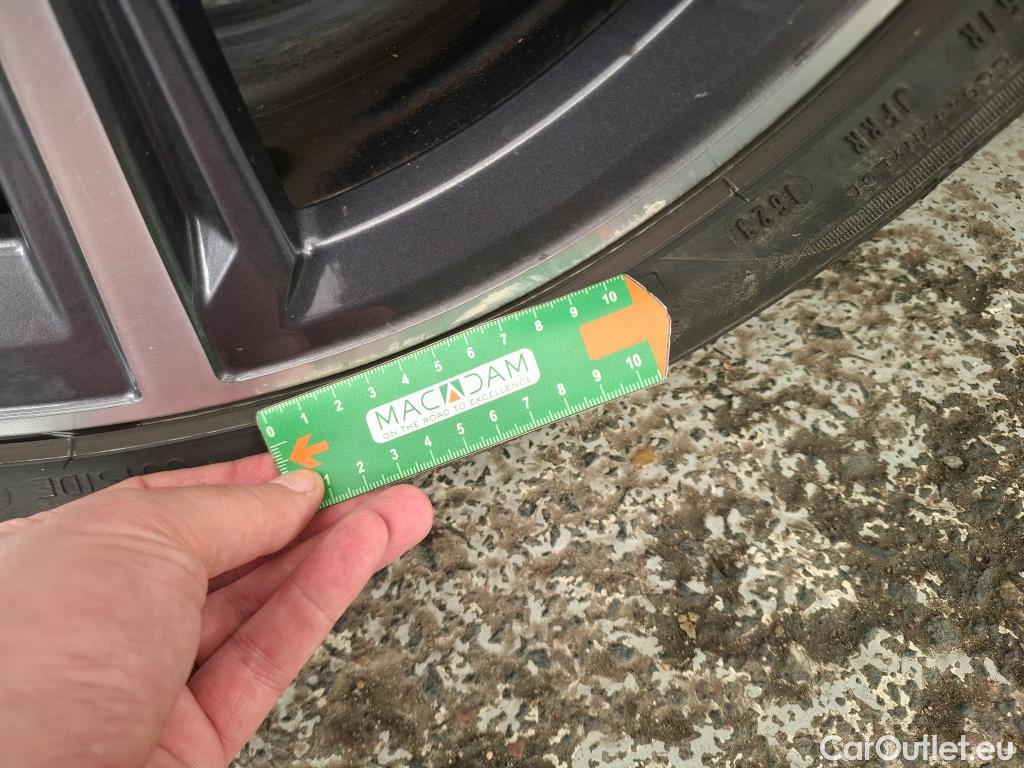 JFRR
1623
OUTSIDE
0 1 2 3 4 5 6 7 8 9 10
MACADAM
ON THE ROAD TO EXCELLENCE
1 2 3 4 5 6 7 8 9 10
CarOutlet.eu